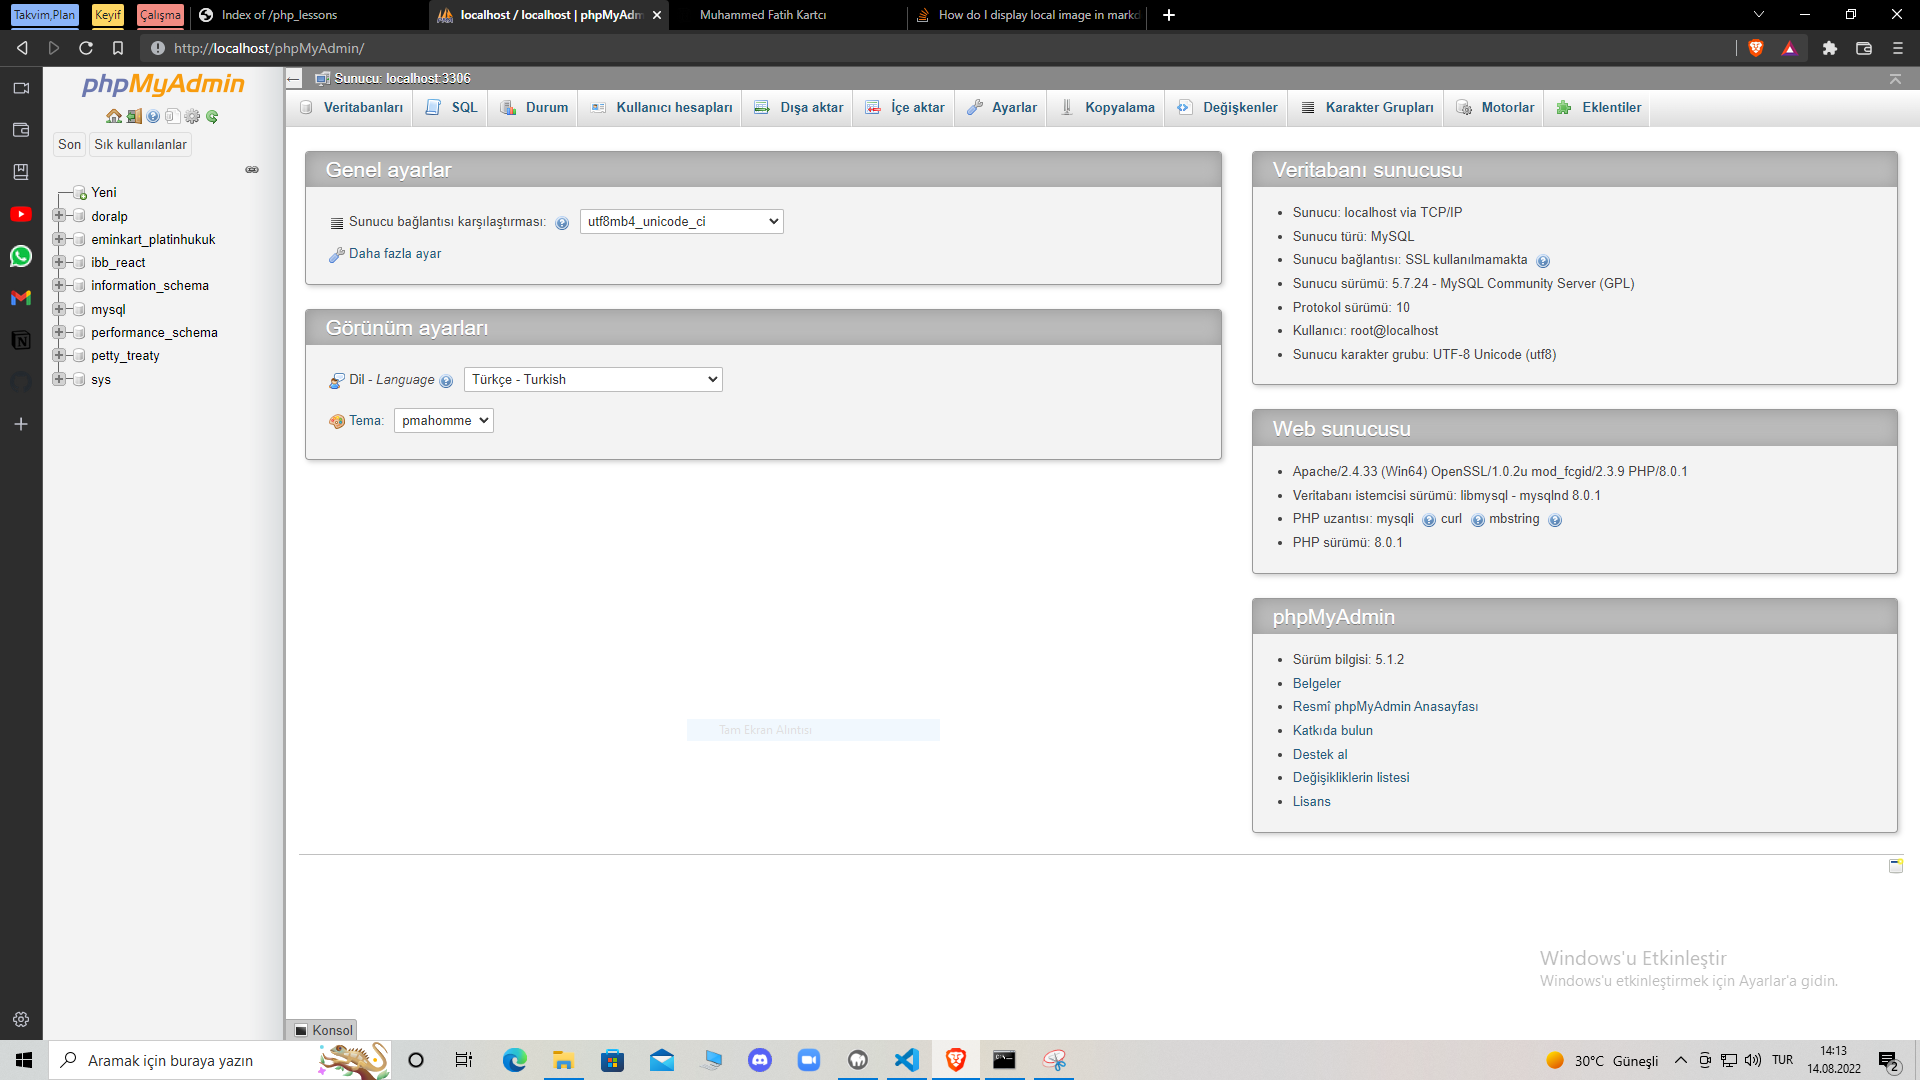 Takvim,Plan
Keyif
Çalışma
Index of /php_lessons
localhost / localhost | phpMyAdm
Muhammed Fatih Kartcı
How do I display local image in markd
http://localhost/phpMyAdmin/
phpMyAdmin
Son
Sık kullanılanlar
Yeni
doralp
eminkart_platinhukuk
ibb_react
information_schema
mysql
performance_schema
petty_treaty
sys
Sunucu: localhost:3306
Veritabanları
SQL
Durum
Kullanıcı hesapları
Dışa aktar
İçe aktar
Ayarlar
Kopyalama
Değişkenler
Karakter Grupları
Motorlar
Eklentiler
Genel ayarlar
Sunucu bağlantısı karşılaştırması:
utf8mb4_unicode_ci
Daha fazla ayar
Görünüm ayarları
Dil - Language
Türkçe - Turkish
Tema:
pmahomme
Veritabanı sunucusu
Sunucu: localhost via TCP/IP
Sunucu türü: MySQL
Sunucu bağlantısı: SSL kullanılmamakta
Sunucu sürümü: 5.7.24 - MySQL Community Server (GPL)
Protokol sürümü: 10
Kullanıcı: root@localhost
Sunucu karakter grubu: UTF-8 Unicode (utf8)
Web sunucusu
Apache/2.4.33 (Win64) OpenSSL/1.0.2u mod_fcgid/2.3.9 PHP/8.0.1
Veritabanı istemcisi sürümü: libmysql - mysqlnd 8.0.1
PHP uzantısı: mysqli curl mbstring
PHP sürümü: 8.0.1
phpMyAdmin
Sürüm bilgisi: 5.1.2
Belgeler
Resmî phpMyAdmin Anasayfası
Katkıda bulun
Destek al
Değişikliklerin listesi
Lisans
Tam Ekran Alıntısı
Windows'u Etkinleştir
Windows'u etkinleştirmek için Ayarlar'a gidin.
Konsol
Aramak için buraya yazın
30°C Güneşli
TUR
14:13
14.08.2022
2